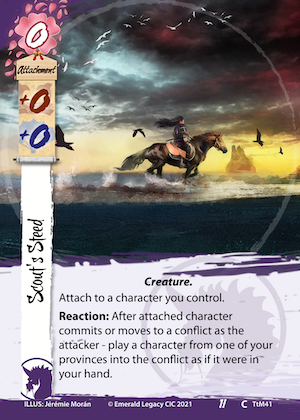 0
Attachment
+0
+0
Scout's Steed
Creature.
Attach to a character you control.
Reaction: After attached character
commits or moves to a conflict as the
attacker - play a character from one of your
provinces into the conflict as if it were in
your hand.
ILLUS: Jérémie Morán © Emerald Legacy CIC 2021 C TtM41